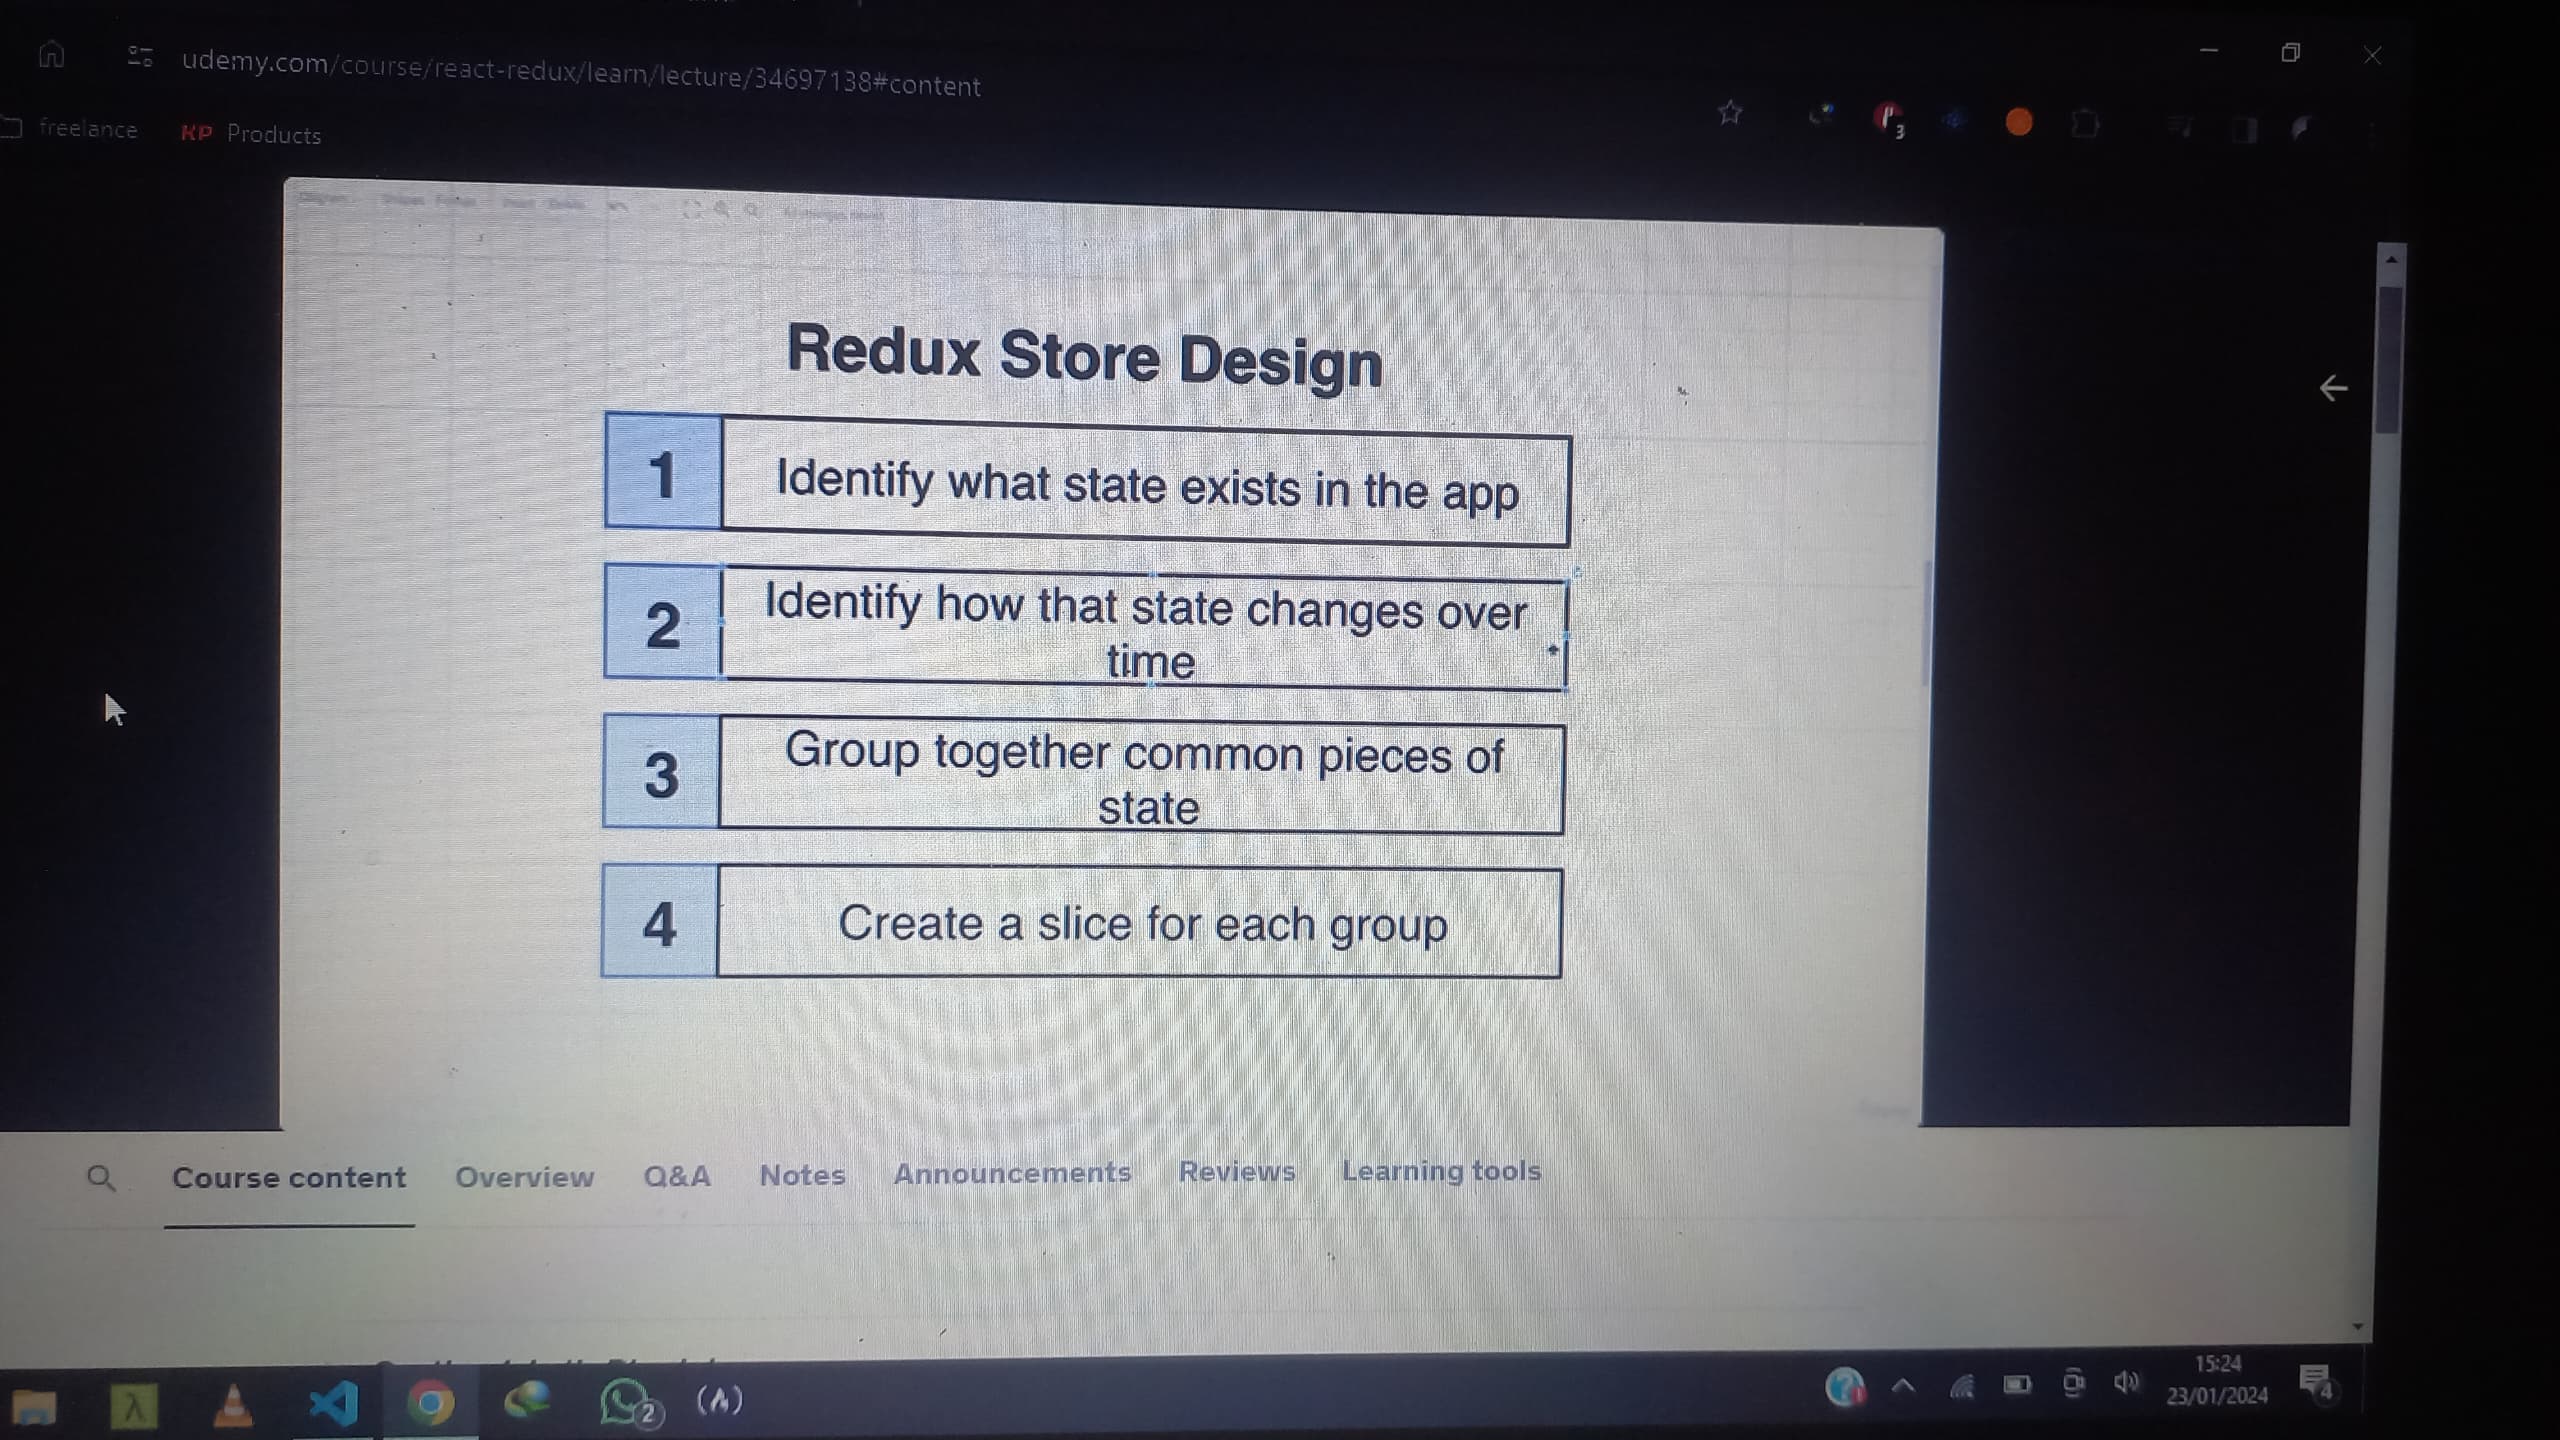 udemy.com/course/react-redux/learn/lecture/34697138#content
freelance
KP Products
3
Redux Store Design
1
Identify what state exists in the app
2
Identify how that state changes over
time
3
Group together common pieces of
state
4
Create a slice for each group
Course content
Overview
Q&A
Notes
Announcements
Reviews
Learning tools
2
15:24
23/01/2024
4